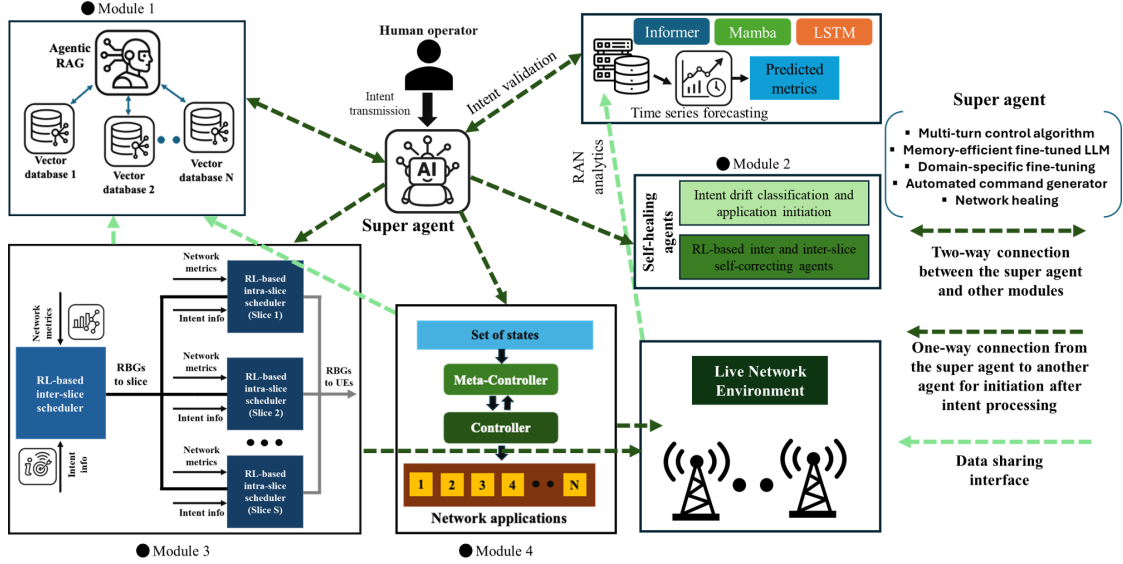 Module 1
Agentic
RAG
Vector
database 1
Vector
database 2
Vector
database N
Human operator
Intent
transmission
Super agent
Intent validation
Informer
Mamba
LSTM
Predicted
metrics
Time series forecasting
RAN
analytics
Module 2
Self-healing
agents
Intent drift classification and
application initiation
RL-based inter and inter-slice
self-correcting agents
Super agent
Multi-turn control algorithm
Memory-efficient fine-tuned LLM
Domain-specific fine-tuning
Automated command generator
Network healing
Two-way connection
between the super agent
and other modules
One-way connection from
the super agent to another
agent for initiation after
intent processing
Data sharing
interface
Network
metrics
RL-based
inter-slice
scheduler
Intent
info
RBGs
to slice
Network
metrics
Intent info
RL-based
intra-slice
scheduler
(Slice 1)
Network
metrics
Intent info
RL-based
intra-slice
scheduler
(Slice 2)
Network
metrics
Intent info
RL-based
intra-slice
scheduler
(Slice S)
RBGs
to UEs
Module 3
Set of states
Meta-Controller
Controller
1 2 3 4 N
Network applications
Module 4
Live Network
Environment
AI